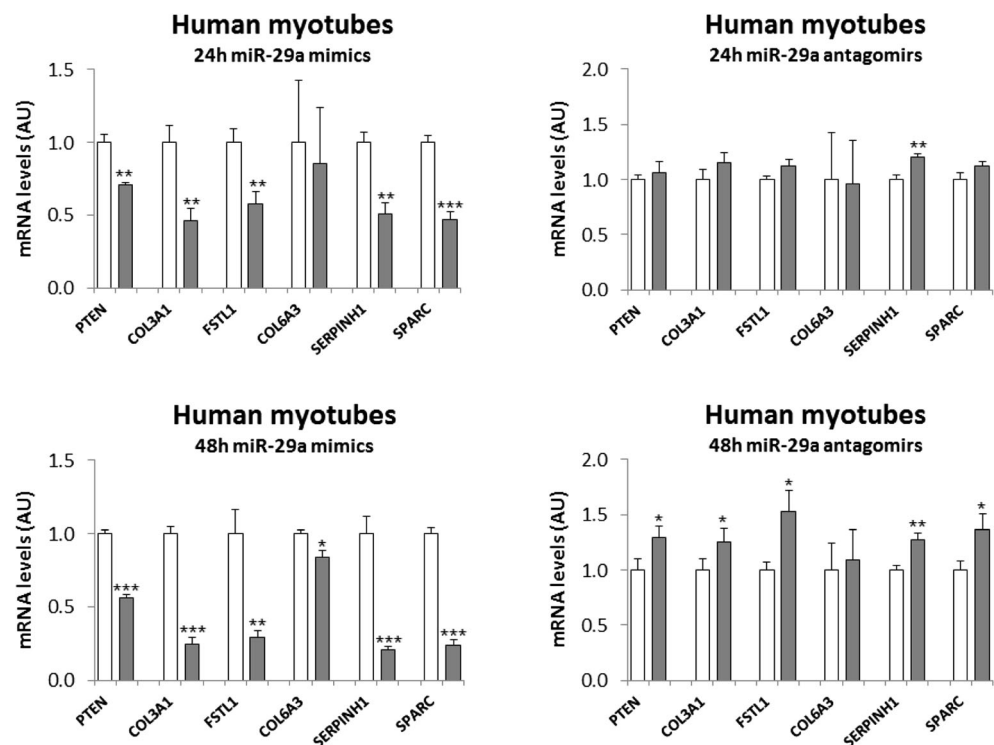 Human myotubes
24h miR-29a mimics
mRNA levels (AU)
1.5
1.0
0.5
0.0
**
**
**
**
***
PTEN
COL3A1
FSTL1
COL6A3
SERPINH1
SPARC
Human myotubes
24h miR-29a antagomirs
mRNA levels (AU)
2.0
1.5
1.0
0.5
0.0
**
PTEN
COL3A1
FSTL1
COL6A3
SERPINH1
SPARC
Human myotubes
48h miR-29a mimics
mRNA levels (AU)
1.5
1.0
0.5
0.0
***
***
**
*
***
***
PTEN
COL3A1
FSTL1
COL6A3
SERPINH1
SPARC
Human myotubes
48h miR-29a antagomirs
mRNA levels (AU)
2.0
1.5
1.0
0.5
0.0
*
*
*
**
*
PTEN
COL3A1
FSTL1
COL6A3
SERPINH1
SPARC